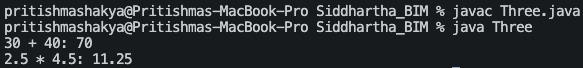 pritishmashakya@Pritishmas-MacBook-Pro Siddhartha_BIM % javac Three.java
pritishmashakya@Pritishmas-MacBook-Pro Siddhartha_BIM % java Three
30 + 40: 70
2.5 * 4.5: 11.25